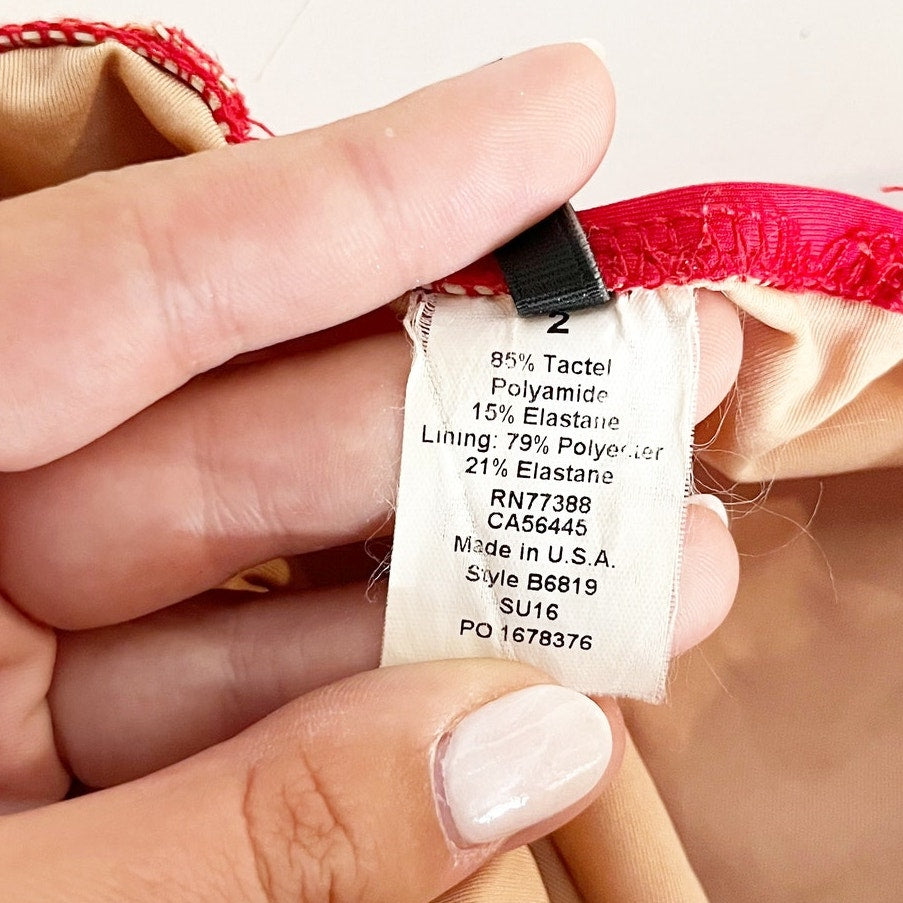 2
85% Tactel
Polyamide
15% Elastane
Lining: 79% Polyester
21% Elastane
RN77388
CA56445
Made in U.S.A.
Style B6819
SU16
PO 1678376